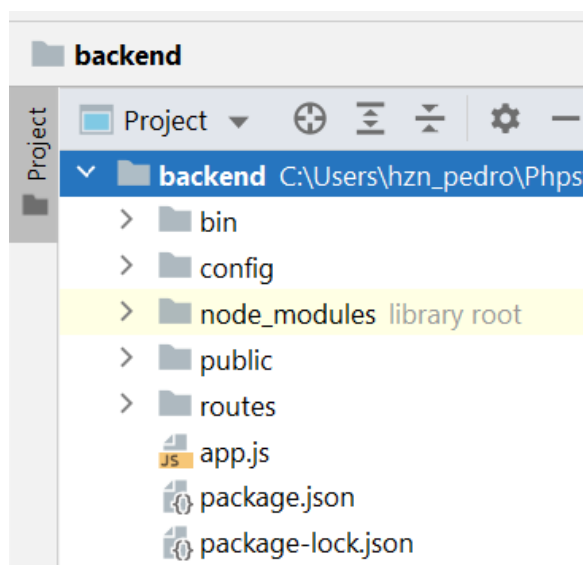 backend
Project
Project
backend C:\Users\hzn_pedro\Phps
bin
config
node_modules library root
public
routes
JS app.js
package.json
package-lock.json